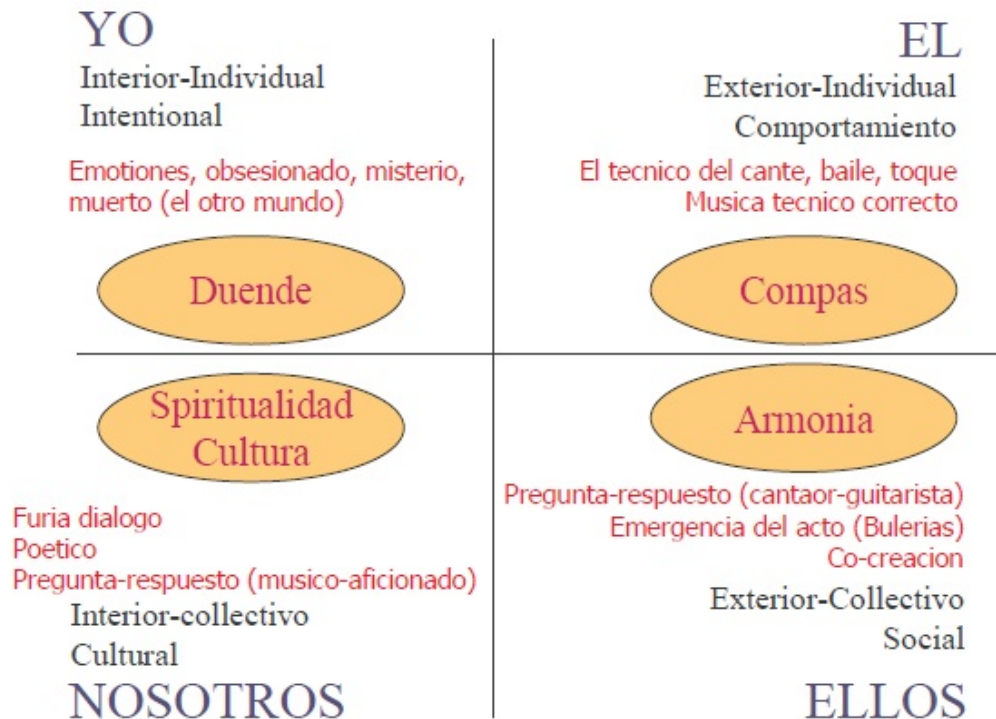 YO
Interior-Individual
Intentional
Emotiones, obsesionado, misterio,
muerto (el otro mundo)
Duende
EL
Exterior-Individual
Comportamiento
El tecnico del cante, baile, toque
Musica tecnico correcto
Compas
Spiritualidad
Cultura
Furia dialogo
Poetico
Pregunta-respuesto (musico-aficionado)
Interior-collectivo
Cultural
NOSOTROS
Armonia
Pregunta-respuesto (cantaor-guitarista)
Emergencia del acto (Bulerias)
Co-creacion
Exterior-Collectivo
Social
ELLOS